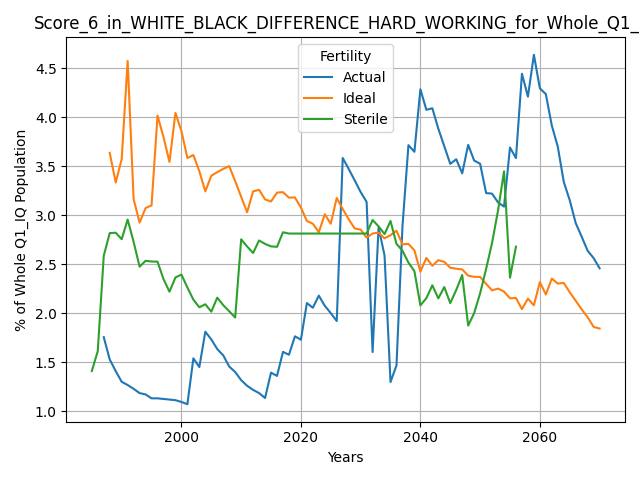 Score_6_in_WHITE_BLACK_DIFFERENCE_HARD_WORKING_for_Whole_Q1_
Fertility
Actual
Ideal
Sterile
% of Whole Q1_IQ Population
4.5
4.0
3.5
3.0
2.5
2.0
1.5
1.0
2000 2020 2040 2060
Years